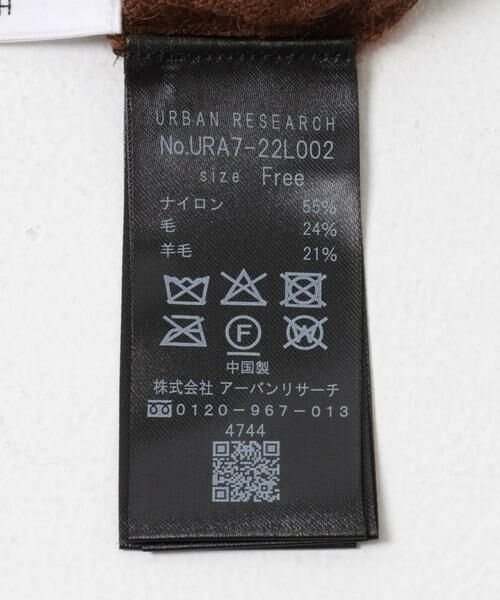 H
URBAN RESEARCH
No.URA7-22L002
size Free
ナイロン 55%
毛 24%
羊毛 21%
F
W
中国製
株式会社 アーバンリサーチ
0120-967-013
4744